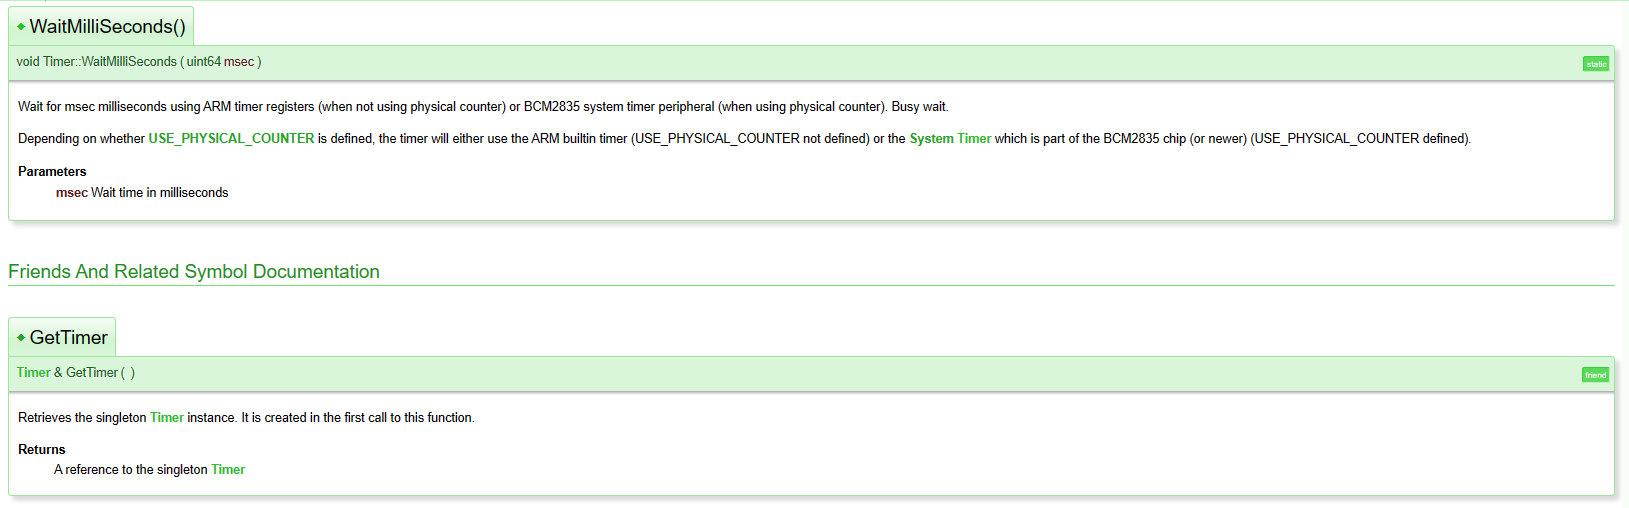 WaitMilliSeconds()
void Timer::WaitMilliSeconds ( uint64 msec )
static
Wait for msec milliseconds using ARM timer registers (when not using physical counter) or BCM2835 system timer peripheral (when using physical counter). Busy wait.
Depending on whether USE_PHYSICAL_COUNTER is defined, the timer will either use the ARM builtin timer (USE_PHYSICAL_COUNTER not defined) or the System Timer which is part of the BCM2835 chip (or newer) (USE_PHYSICAL_COUNTER defined).
Parameters
msec Wait time in milliseconds
Friends And Related Symbol Documentation
GetTimer
Timer & GetTimer ( )
friend
Retrieves the singleton Timer instance. It is created in the first call to this function.
Returns
A reference to the singleton Timer